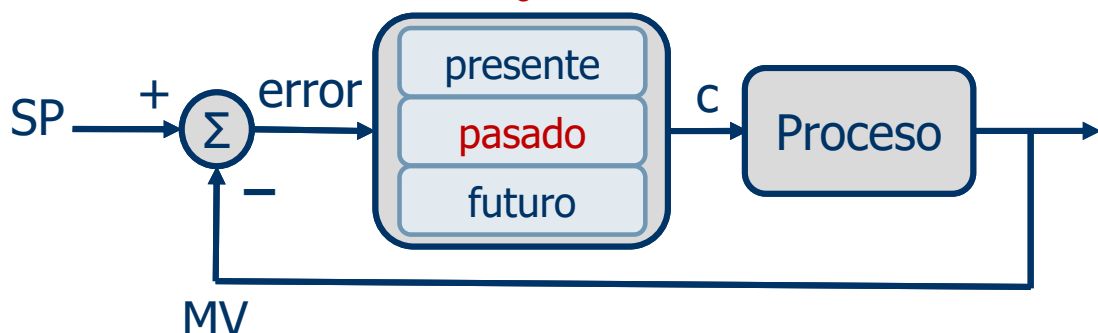 presente
SP
+
error
pasado
c
Proceso
Σ
−
futuro
MV